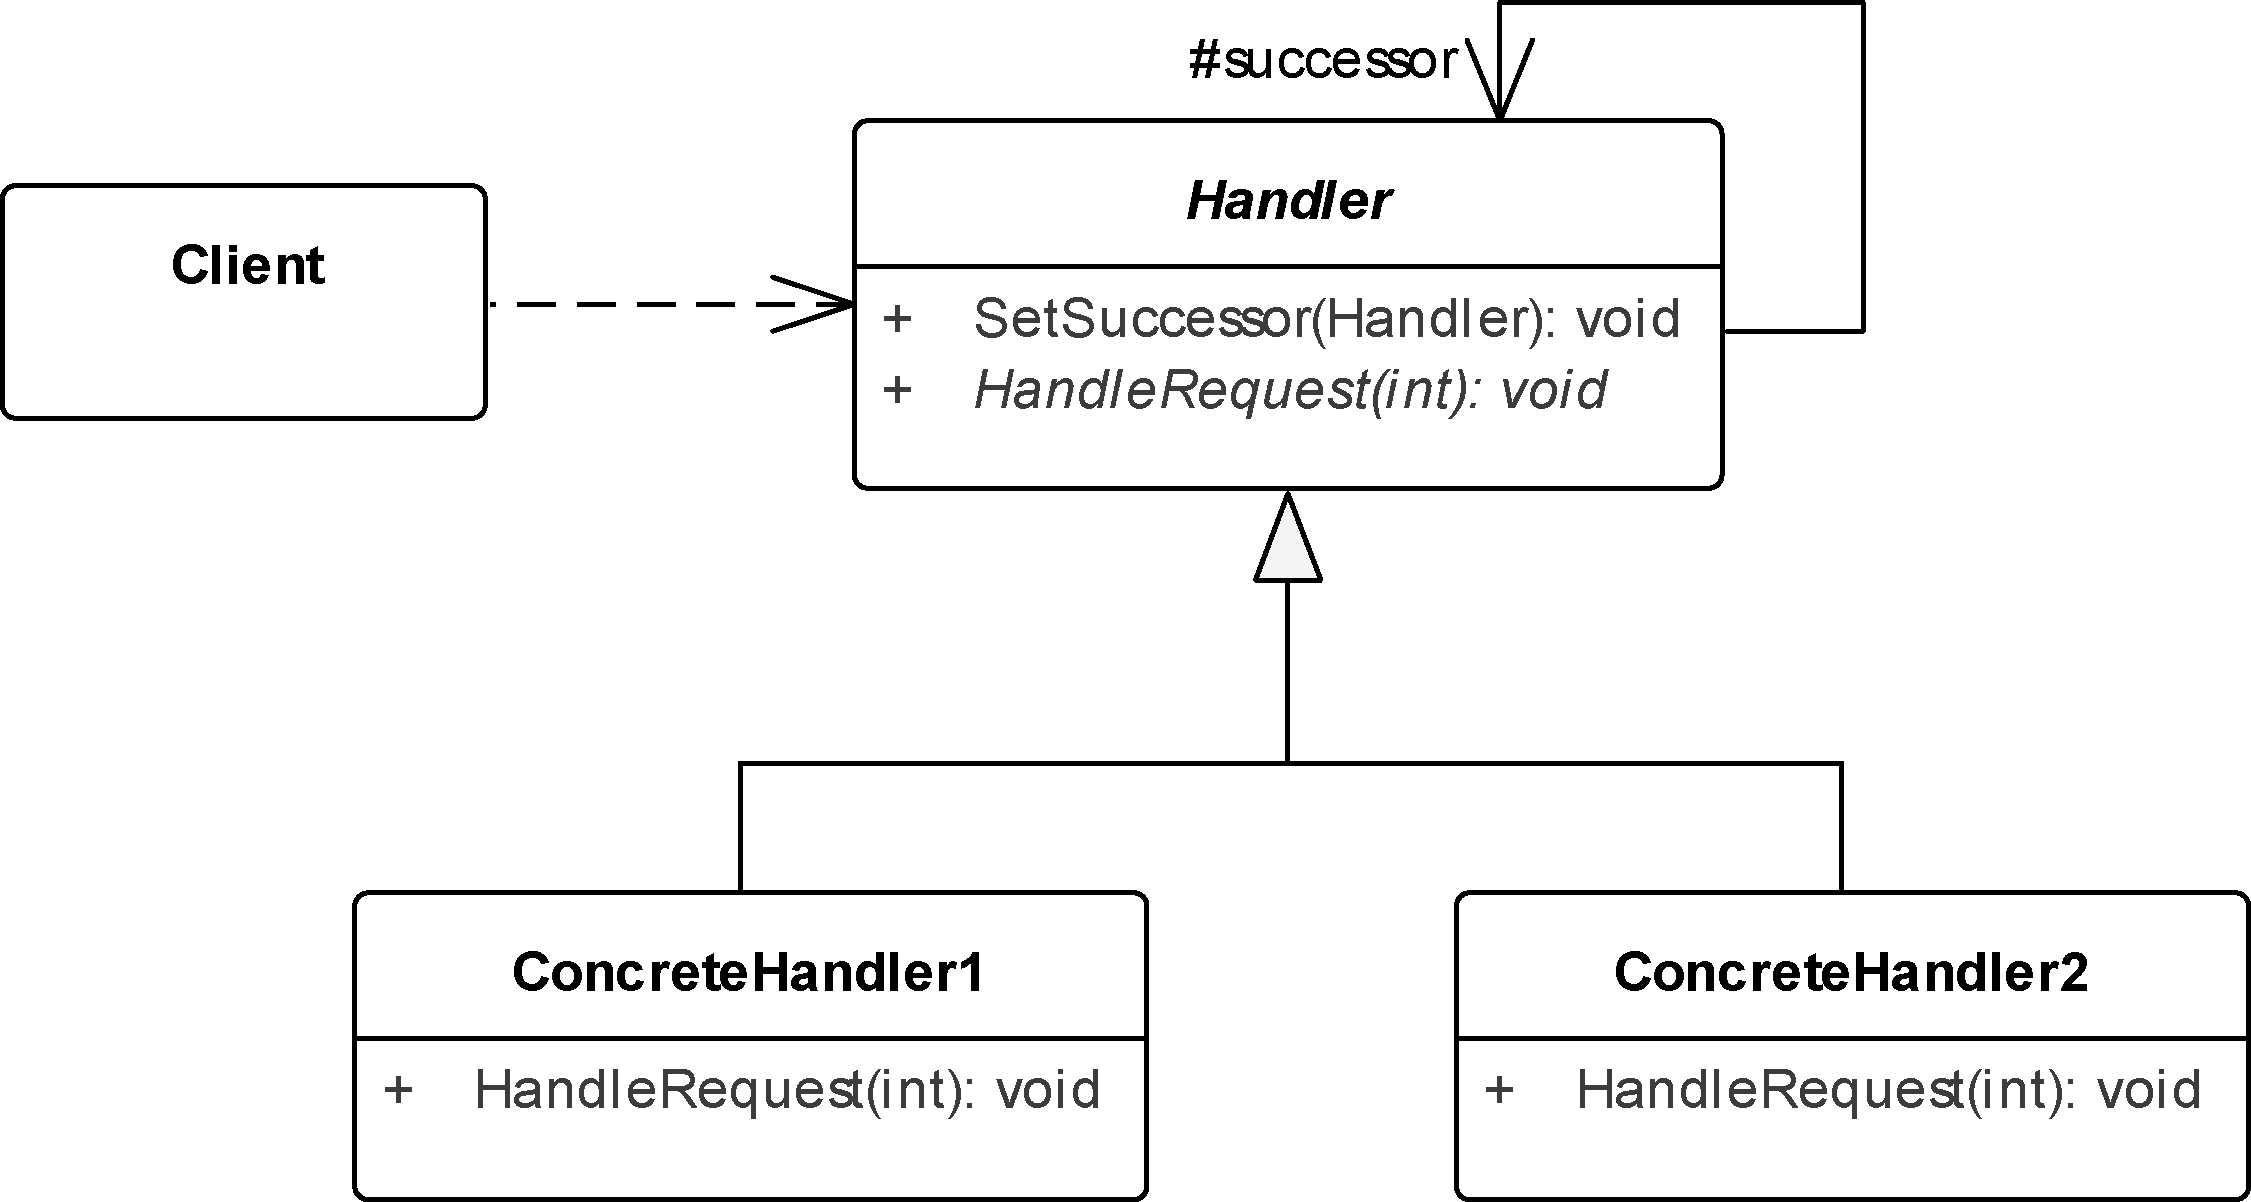 #successor
Handler
Client
+ SetSuccessor(Handler): void
+ HandleRequest(int): void
ConcreteHandler1
+ HandleRequest(int): void
ConcreteHandler2
+ HandleRequest(int): void